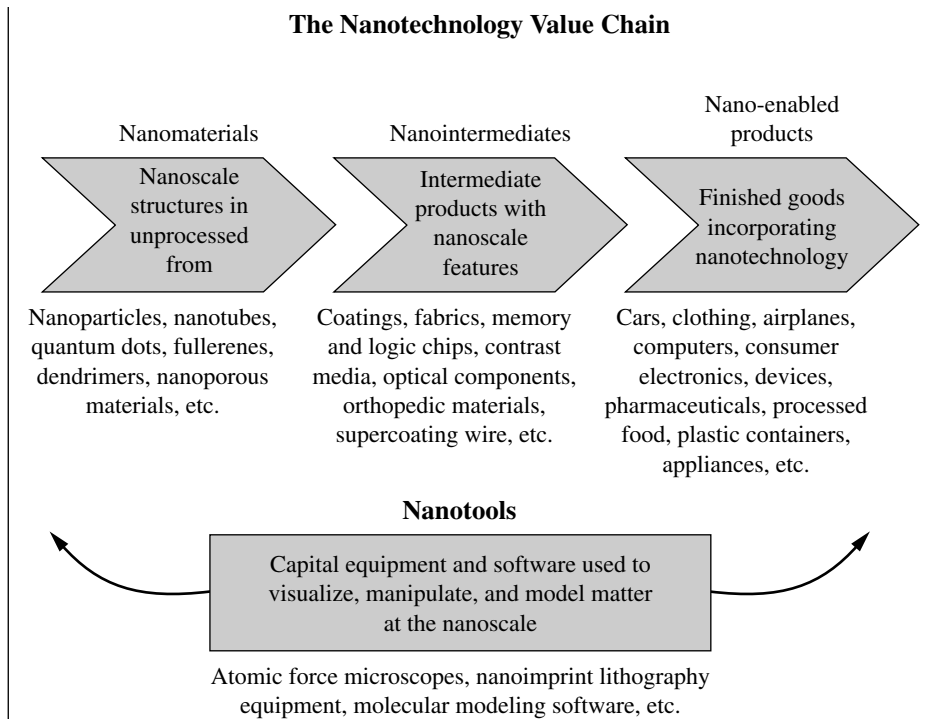 The Nanotechnology Value Chain
Nanomaterials
Nanoscale
structures in
unprocessed
from
Nanoparticles, nanotubes,
quantum dots, fullerenes,
dendrimers, nanoporous
materials, etc.
Nanointermediates
Intermediate
products with
nanoscale
features
Coatings, fabrics, memory
and logic chips, contrast
media, optical components,
orthopedic materials,
supercoating wire, etc.
Nano-enabled
products
Finished goods
incorporating
nanotechnology
Cars, clothing, airplanes,
computers, consumer
electronics, devices,
pharmaceuticals, processed
food, plastic containers,
appliances, etc.
Nanotools
Capital equipment and software used to
visualize, manipulate, and model matter
at the nanoscale
Atomic force microscopes, nanoimprint lithography
equipment, molecular modeling software, etc.